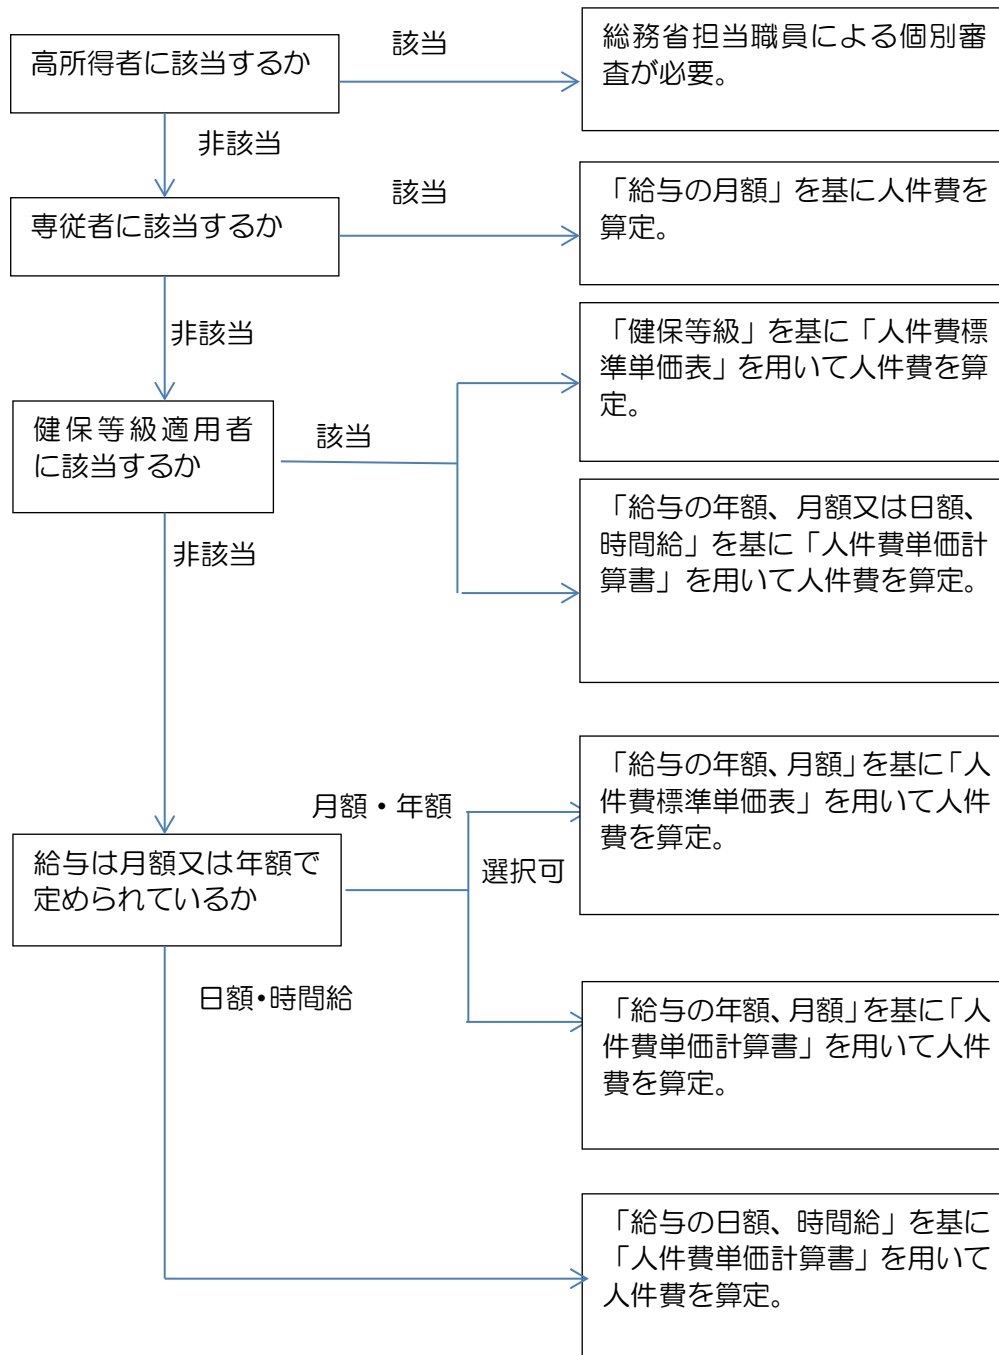 高所得者に該当するか
該当
総務省担当職員による個別審
査が必要。
非該当
専従者に該当するか
該当
「給与の月額」を基に人件費を
算定。
非該当
「健保等級」を基に「人件費標
準単価表」を用いて人件費を算
定。
健保等級適用者
に該当するか
該当
「給与の年額、月額又は日額、
時間給」を基に「人件費単価計
算書」を用いて人件費を算定。
非該当
給与は月額又は年額で
定められているか
月額・年額
選択可
「給与の年額、月額」を基に「人
件費標準単価表」を用いて人件
費を算定。
「給与の年額、月額」を基に「人
件費単価計算書」を用いて人件
費を算定。
日額・時間給
「給与の日額、時間給」を基に
「人件費単価計算書」を用いて
人件費を算定。